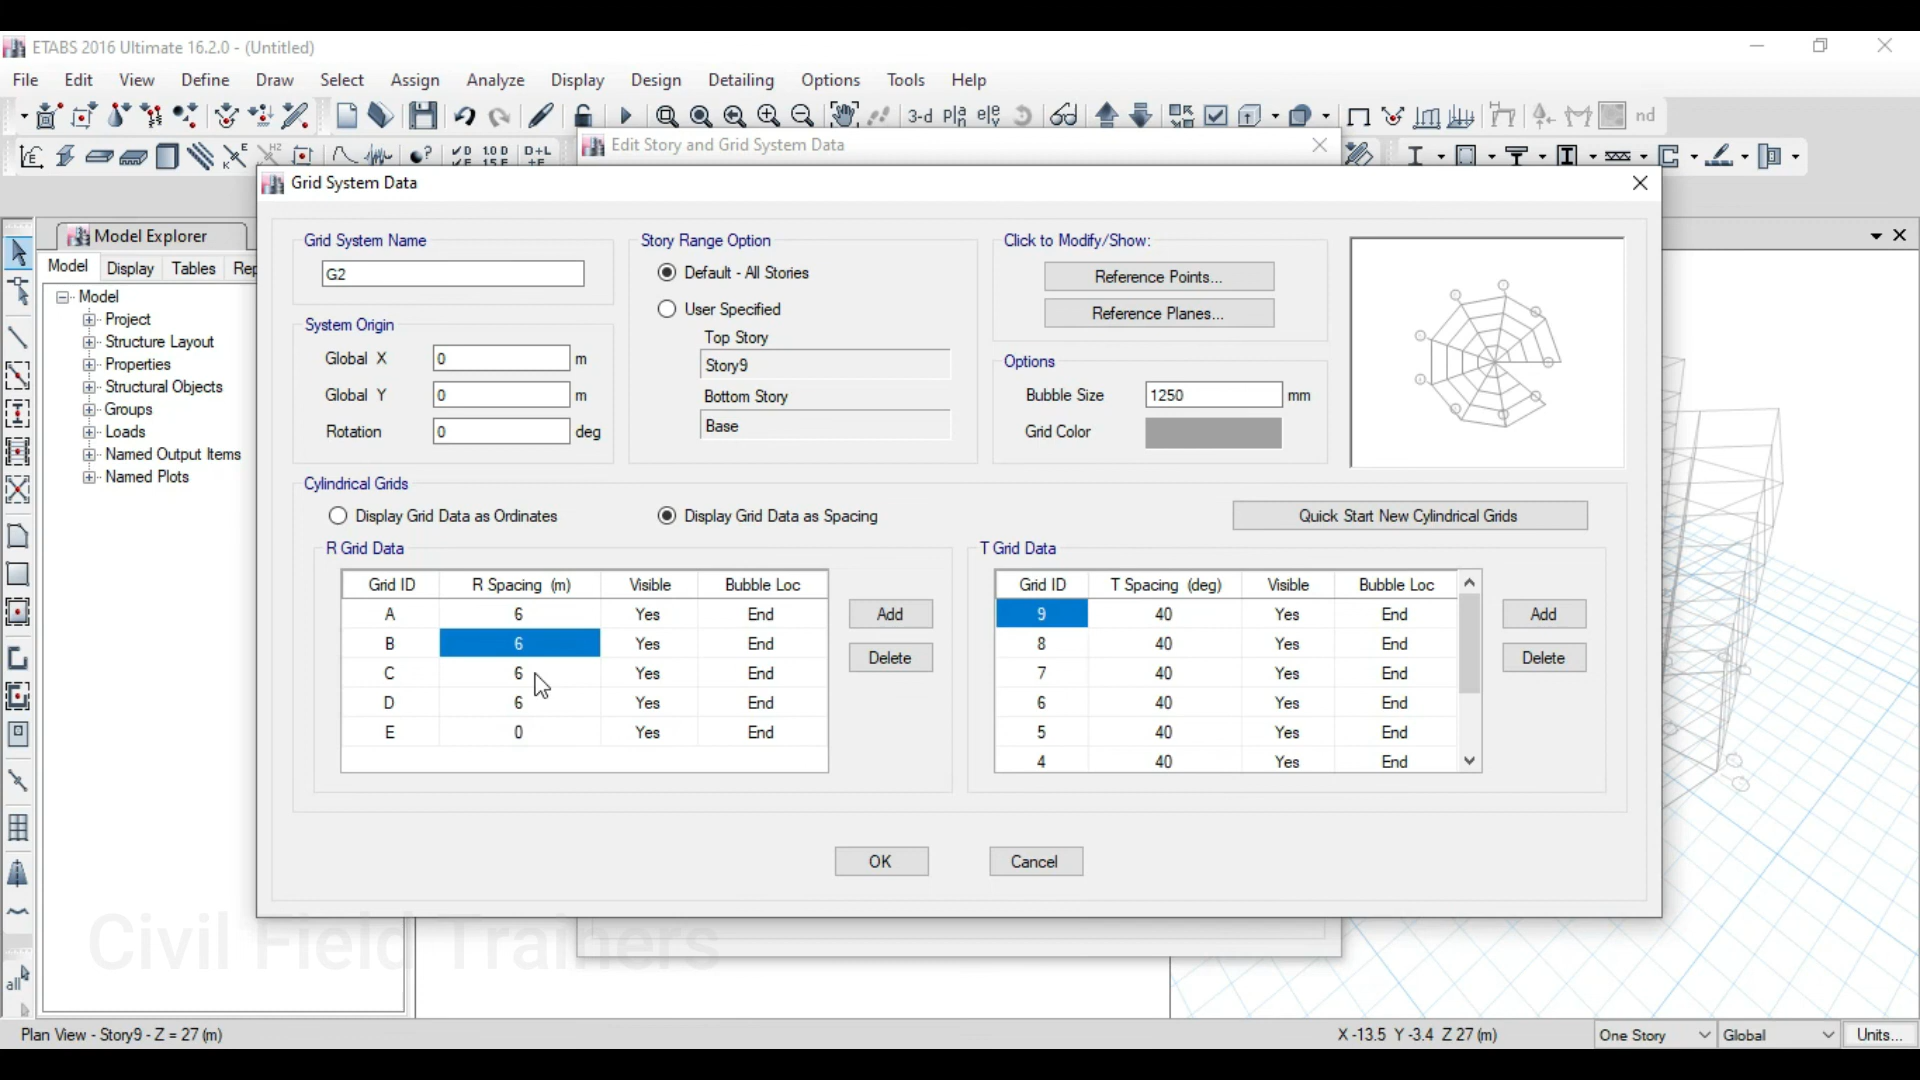 ETABS 2016 Ultimate 16.2.0 - (Untitled)
File Edit View Define Draw Select Assign Analyze Display Design Detailing Options Tools Help
3-d
nd
Edit Story and Grid System Data
Grid System Data
Model Explorer
Model Display Tables Rep
Model
Project
Structure Layout
Properties
Structural Objects
Groups
Loads
Named Output Items
Named Plots
Grid System Name
G2
System Origin
Global X 0 m
Global Y 0 m
Rotation 0 deg
Story Range Option
Default - All Stories
User Specified
Top Story
Story9
Bottom Story
Base
Click to Modify/Show:
Reference Points...
Reference Planes...
Options
Bubble Size 1250 mm
Grid Color
Cylindrical Grids
Display Grid Data as Ordinates
Display Grid Data as Spacing
Quick Start New Cylindrical Grids
R Grid Data
Grid ID R Spacing (m) Visible Bubble Loc
A 6 Yes End
B 6 Yes End
C 6 Yes End
D 6 Yes End
E 0 Yes End
Add
Delete
T Grid Data
Grid ID T Spacing (deg) Visible Bubble Loc
9 40 Yes End
8 40 Yes End
7 40 Yes End
6 40 Yes End
5 40 Yes End
4 40 Yes End
Add
Delete
OK
Cancel
all
Civil Field Trainers
Plan View - Story9 - Z = 27 (m)
X -13.5 Y -3.4 Z 27 (m)
One Story
Global
Units...